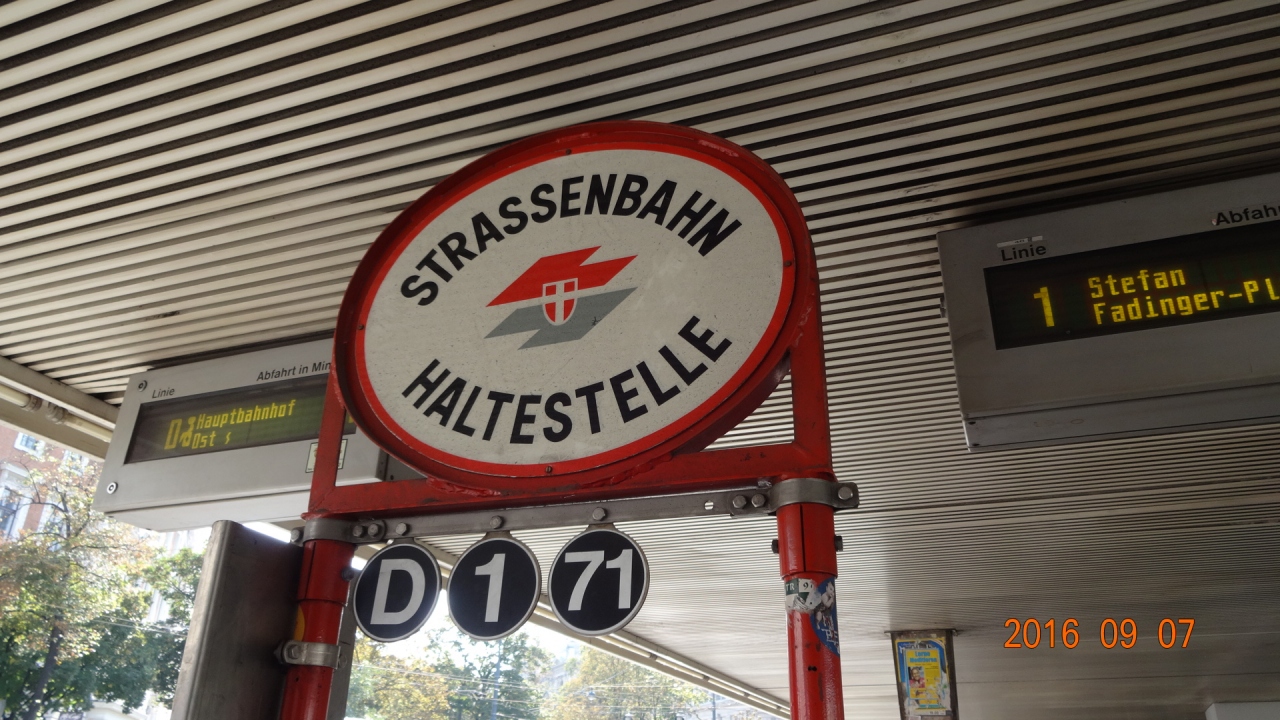 STRASSENBAHN
HALTESTELLE
D 1 71
Linie Abfahrt in Min
D Hauptbahnhof
Ost
Linie Abfah
1 Stefan
Fadinger-Pl
2016 09 07